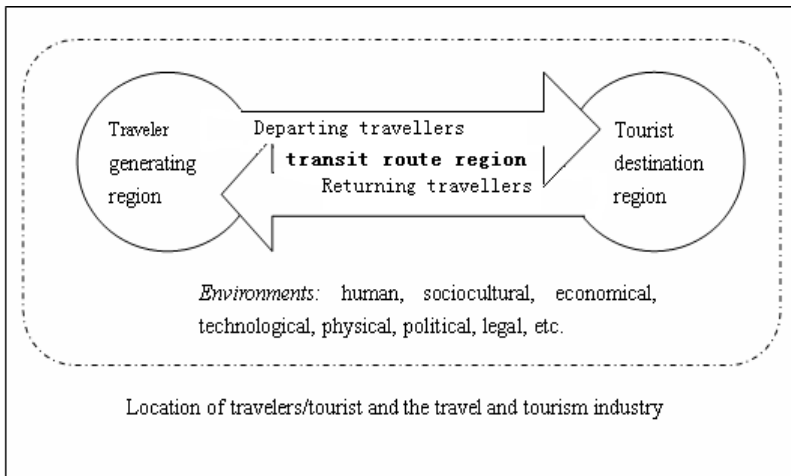 Traveler
generating
region
Departing travellers
transit route region
Returning travellers
Tourist
destination
region
Environments: human, sociocultural, economical,
technological, physical, political, legal, etc.
Location of travelers/tourist and the travel and tourism industry